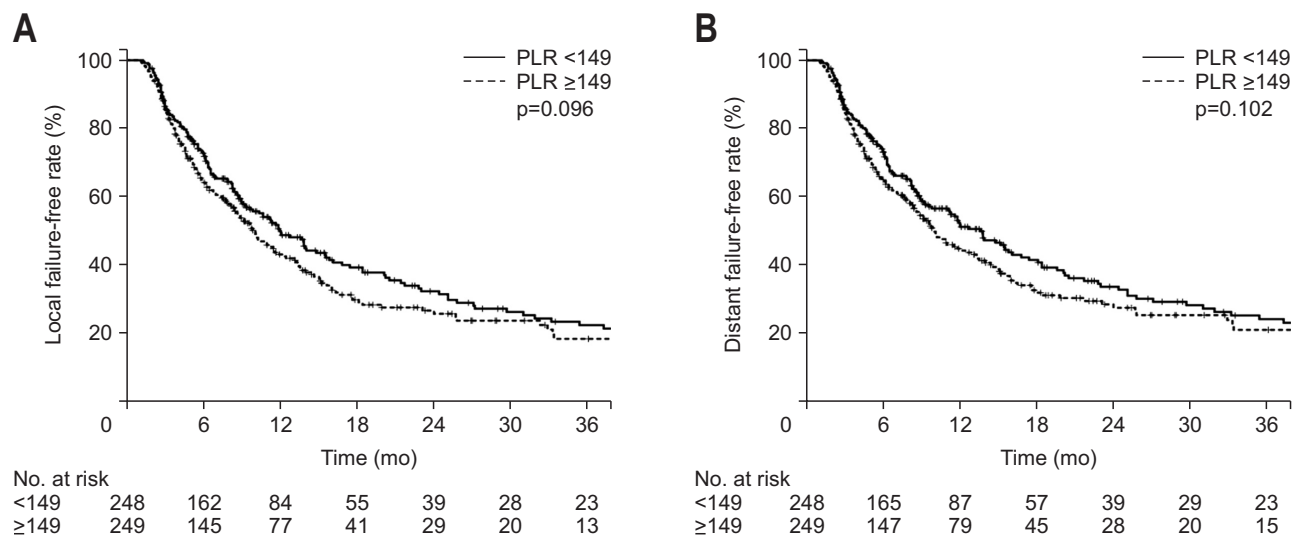 A
PLR <149
PLR ≥149
p=0.096
Local failure-free rate (%)
100
80
60
40
20
0
6 12 18 24 30 36
Time (mo)
No. at risk
<149 248 162 84 55 39 28 23
≥149 249 145 77 41 29 20 13
B
PLR <149
PLR ≥149
p=0.102
Distant failure-free rate (%)
100
80
60
40
20
0
6 12 18 24 30 36
Time (mo)
No. at risk
<149 248 165 87 57 39 29 23
≥149 249 147 79 45 28 20 15